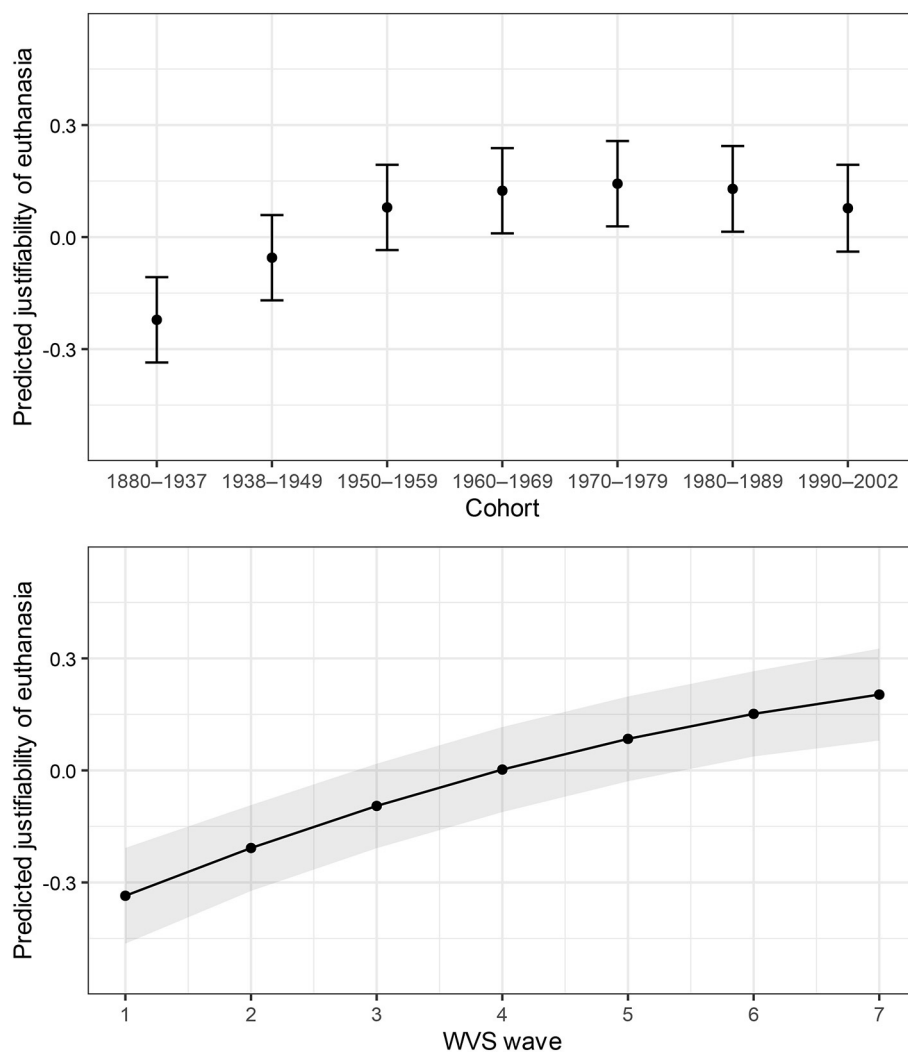 Predicted justifiability of euthanasia
0.3
0.0
-0.3
1880–1937 1938–1949 1950–1959 1960–1969 1970–1979 1980–1989 1990–2002
Cohort
Predicted justifiability of euthanasia
0.3
0.0
-0.3
1 2 3 4 5 6 7
WVS wave